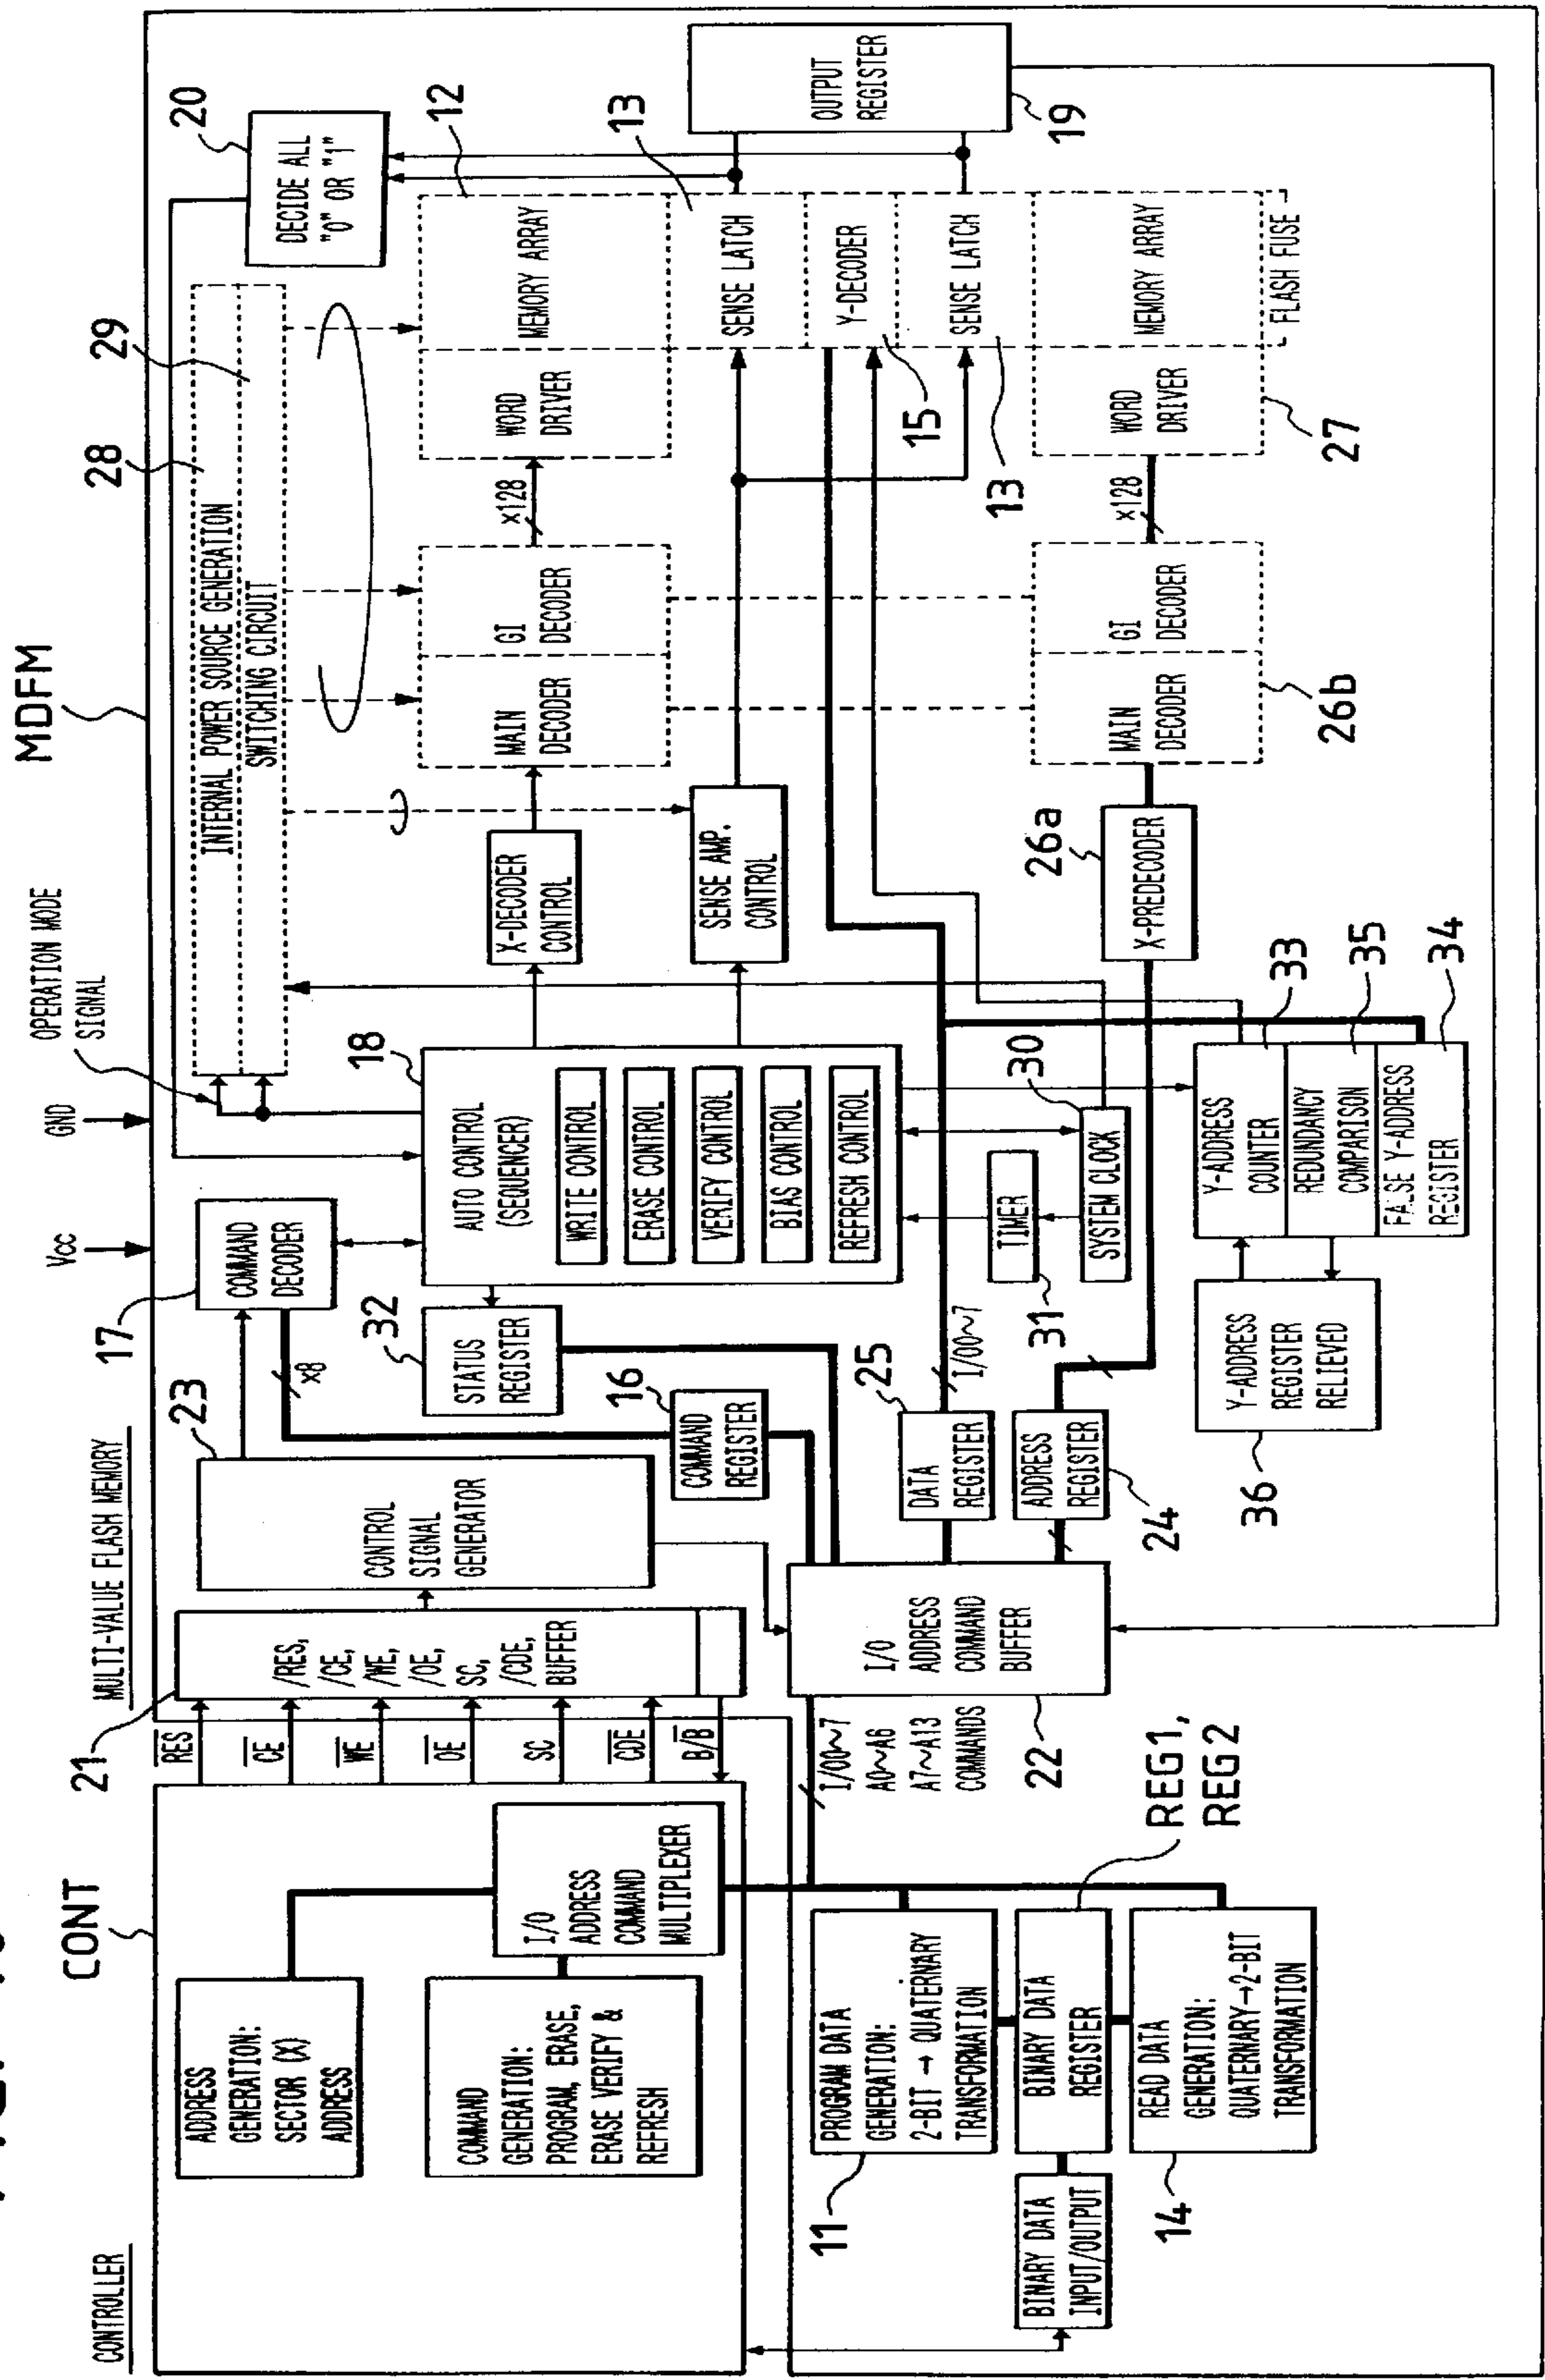 MDFM
CONT
CONTROLLER
MULTI-VALUE FLASH MEMORY
Vcc
GND
OPERATION MODE
SIGNAL
ADDRESS
GENERATION:
SECTOR (X)
ADDRESS
COMMAND
GENERATION:
PROGRAM, ERASE,
ERASE VERIFY &
REFRESH
I/O
ADDRESS
COMMAND
MULTIPLEXER
RES
CE
WE
OE
SC
CDE
B/B
21
/RES,
/CE,
/WE,
/OE,
SC,
/CDE,
BUFFER
23
CONTROL
SIGNAL
GENERATOR
17
COMMAND
DECODER
x8
32
STATUS
REGISTER
16
COMMAND
REGISTER
18
AUTO CONTROL
(SEQUENCER)
WRITE CONTROL
ERASE CONTROL
VERIFY CONTROL
BIAS CONTROL
REFRESH CONTROL
28
29
INTERNAL POWER SOURCE GENERATION
SWITCHING CIRCUIT
20
DECIDE ALL
"0" OR "1"
X-DECODER
CONTROL
SENSE AMP.
CONTROL
MAIN
DECODER
GI
DECODER
x128
WORD
DRIVER
MEMORY ARRAY
12
SENSE LATCH
13
Y-DECODER
15
SENSE LATCH
13
OUTPUT
REGISTER
19
MAIN
DECODER
GI
DECODER
26b
x128
WORD
DRIVER
27
MEMORY ARRAY
FLASH FUSE
26a
X-PREDECODER
31
TIMER
30
SYSTEM CLOCK
I/O0~7
25
DATA
REGISTER
ADDRESS
REGISTER
24
Y-ADDRESS
COUNTER
33
REDUNDANCY
COMPARISON
35
FALSE Y-ADDRESS
REGISTER
34
Y-ADDRESS
REGISTER
RELIEVED
36
I/O
ADDRESS
COMMAND
BUFFER
22
I/O0~7
A0~A6
A7~A13
COMMANDS
REG1,
REG2
PROGRAM DATA
GENERATION:
2-BIT → QUATERNARY
TRANSFORMATION
11
BINARY DATA
REGISTER
READ DATA
GENERATION:
QUATERNARY→2-BIT
TRANSFORMATION
14
BINARY DATA
INPUT/OUTPUT